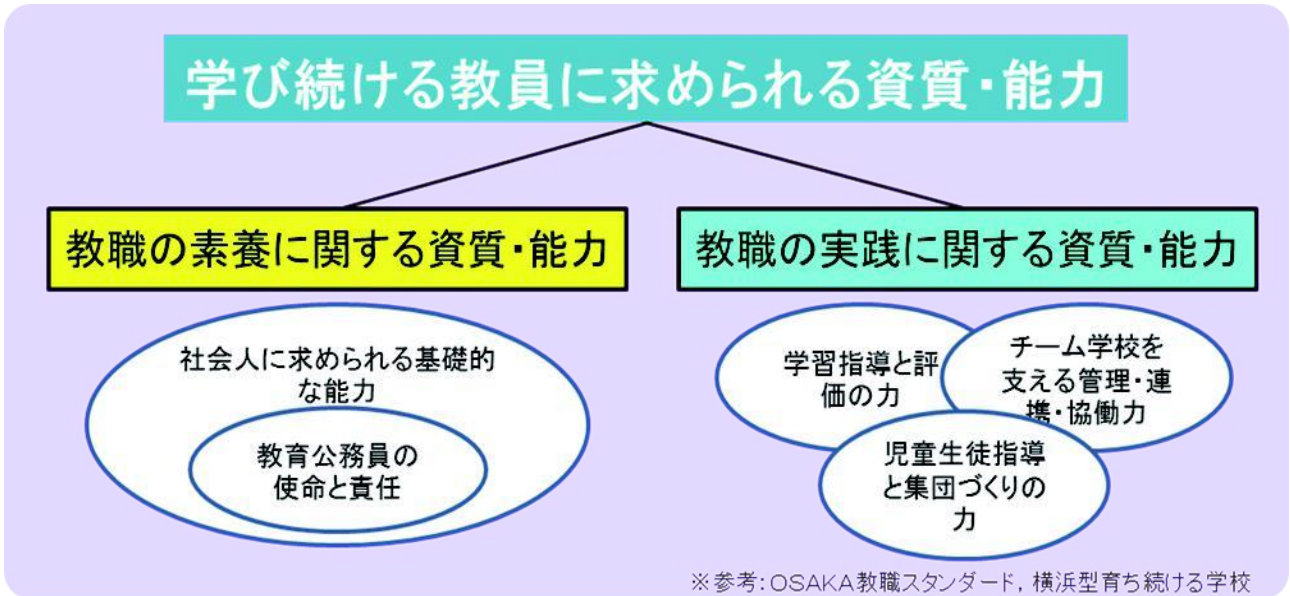 学び続ける教員に求められる資質・能力
教職の素養に関する資質・能力
教職の実践に関する資質・能力
社会人に求められる基礎的
な能力
教育公務員の
使命と責任
学習指導と評
価の力
チーム学校を
支える管理・連
携・協働力
児童生徒指導
と集団づくりの
力
※参考:OSAKA教職スタンダード,横浜型育ち続ける学校